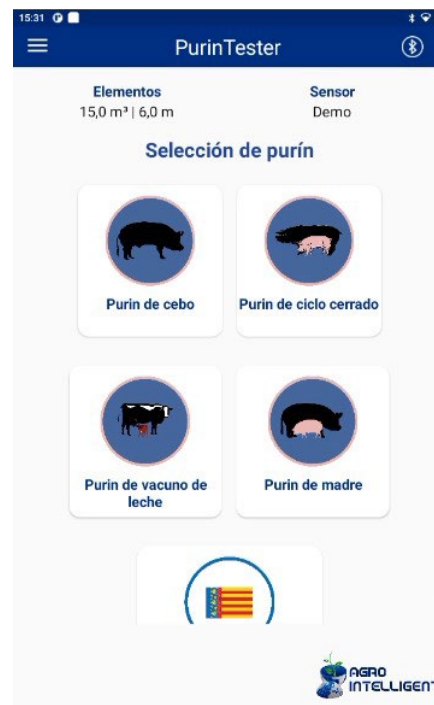 15:31
PurinTester
Elementos
15,0 m³ | 6,0 m
Sensor
Demo
Selección de purín
Purin de cebo
Purin de ciclo cerrado
Purin de vacuno de
leche
Purin de madre
AGRO
INTELLIGENT